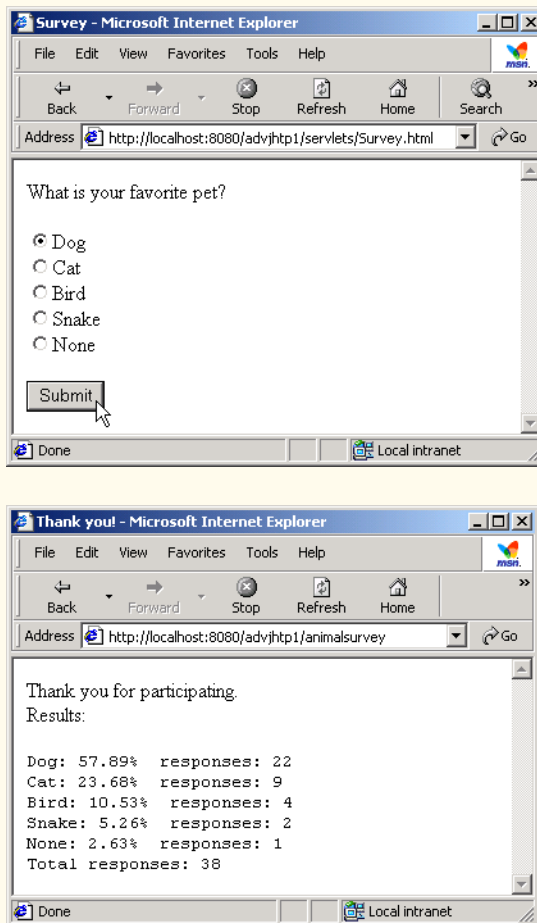 Survey - Microsoft Internet Explorer
File Edit View Favorites Tools Help
msn.
Back Forward Stop Refresh Home Search »
Address http://localhost:8080/advjhtp1/servlets/Survey.html Go
What is your favorite pet?
Dog
Cat
Bird
Snake
None
Submit
Done Local intranet
Thank you! - Microsoft Internet Explorer
File Edit View Favorites Tools Help
msn.
Back Forward Stop Refresh Home »
Address http://localhost:8080/advjhtp1/animalsurvey Go
Thank you for participating.
Results:
Dog: 57.89% responses: 22
Cat: 23.68% responses: 9
Bird: 10.53% responses: 4
Snake: 5.26% responses: 2
None: 2.63% responses: 1
Total responses: 38
Done Local intranet